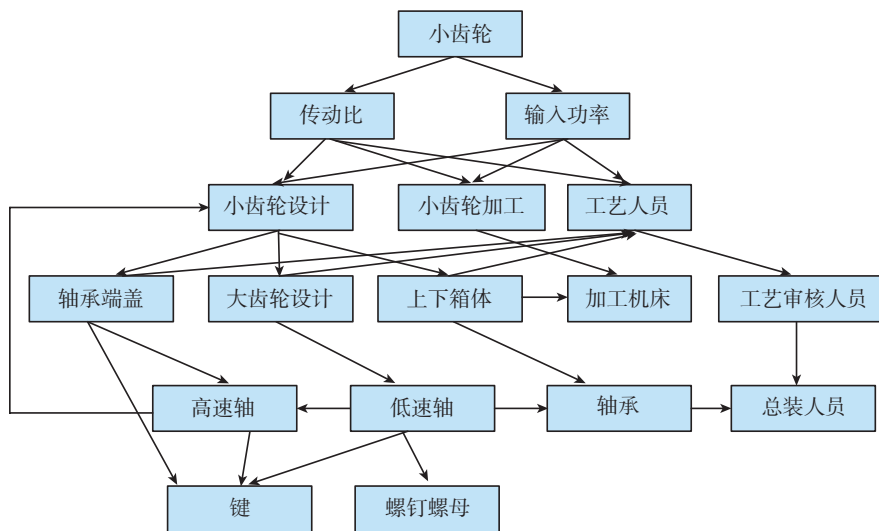 小齿轮
传动比
输入功率
小齿轮设计
小齿轮加工
工艺人员
轴承端盖
大齿轮设计
上下箱体
加工机床
工艺审核人员
高速轴
低速轴
轴承
总装人员
键
螺钉螺母